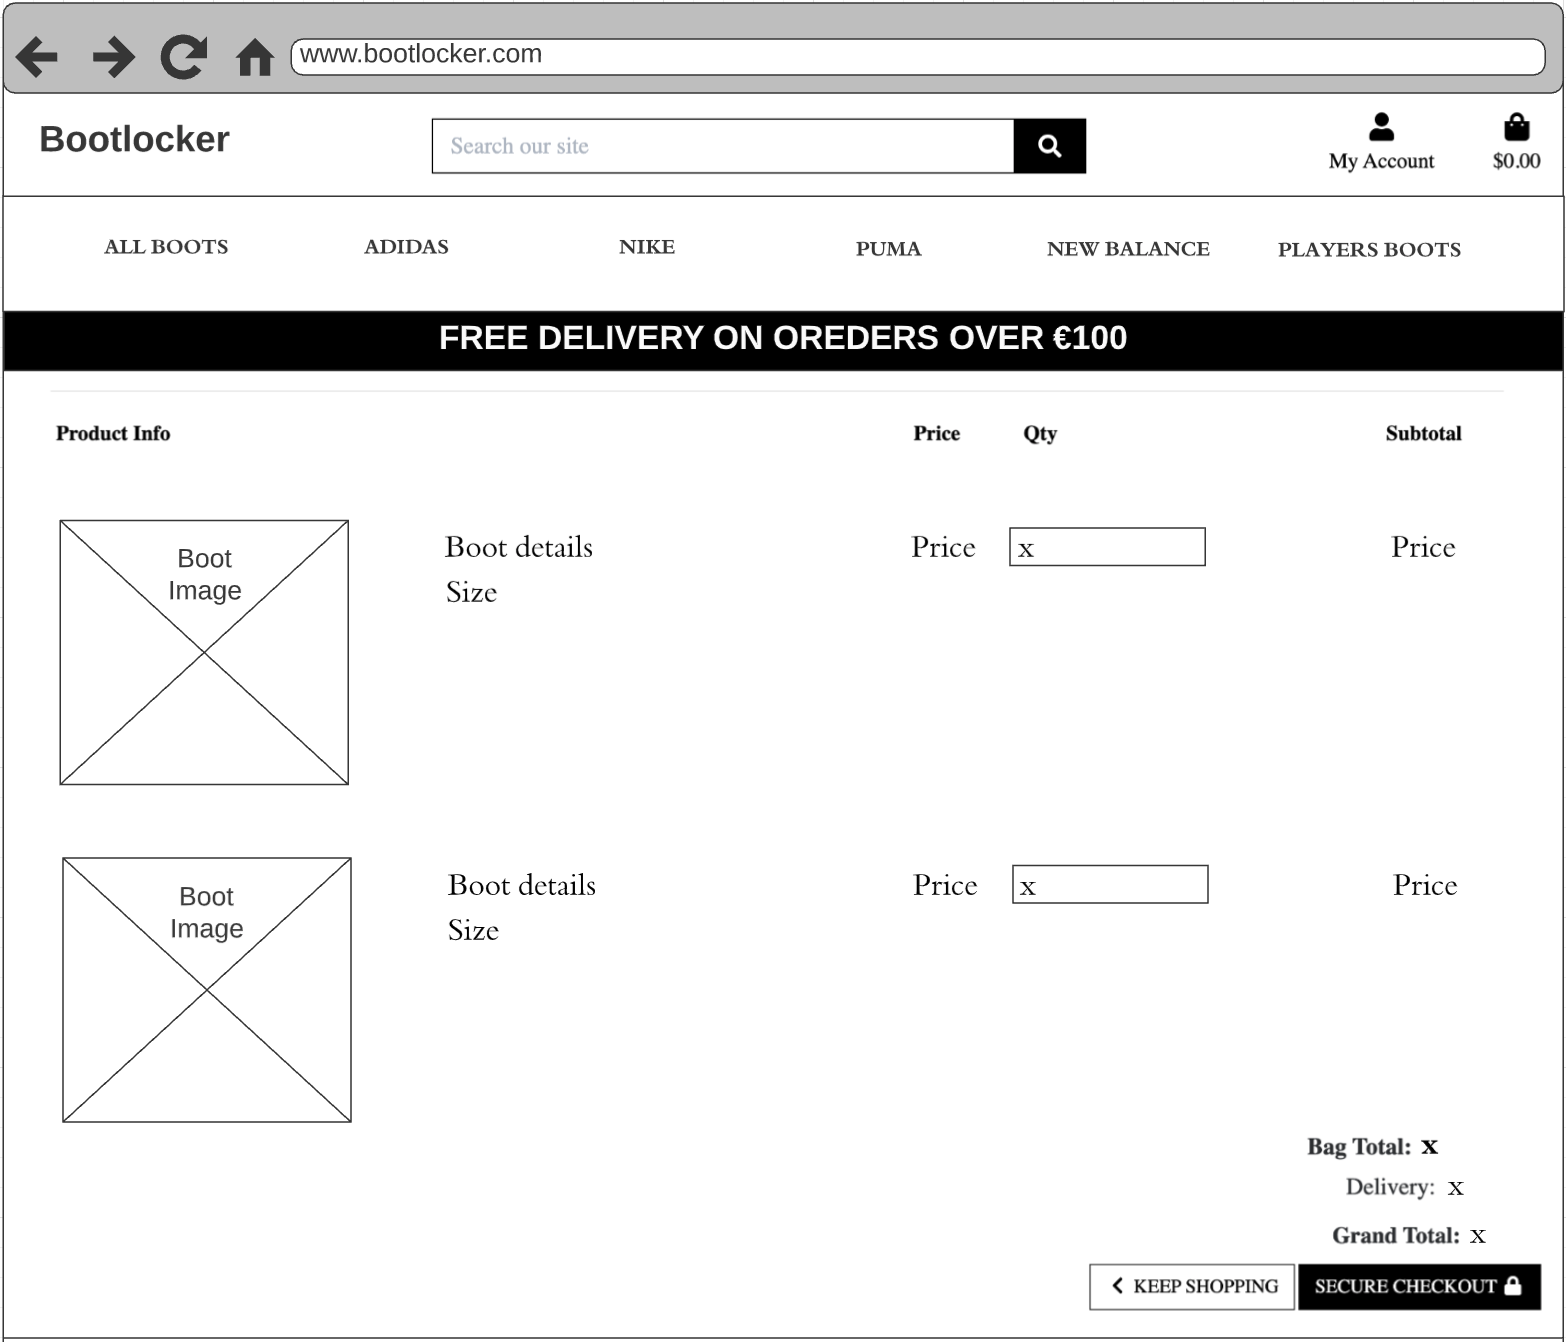 www.bootlocker.com
Bootlocker
Search our site
My Account
$0.00
ALL BOOTS ADIDAS NIKE PUMA NEW BALANCE PLAYERS BOOTS
FREE DELIVERY ON OREDERS OVER €100
Product Info Price Qty Subtotal
Boot
Image
Boot details Price x Price
Size
Boot
Image
Boot details Price x Price
Size
Bag Total: x
Delivery: x
Grand Total: x
KEEP SHOPPING SECURE CHECKOUT